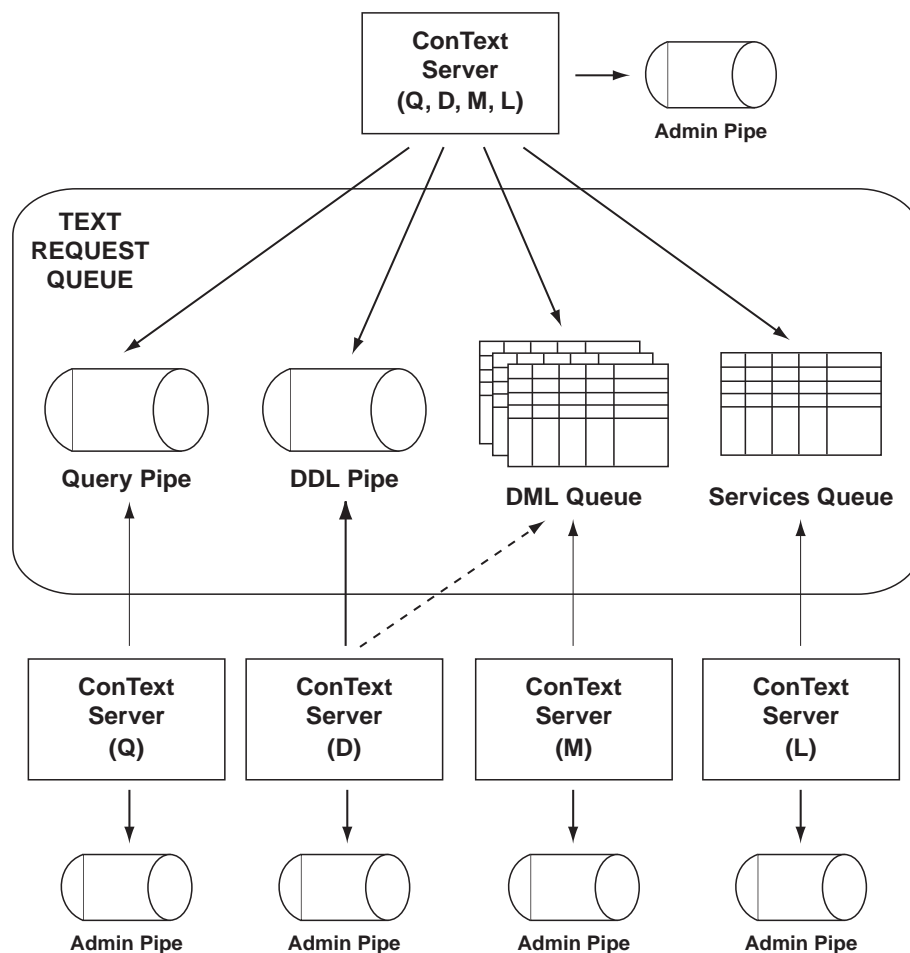 ConText
Server
(Q, D, M, L)
Admin Pipe
TEXT
REQUEST
QUEUE
Query Pipe
DDL Pipe
DML Queue
Services Queue
ConText
Server
(Q)
ConText
Server
(D)
ConText
Server
(M)
ConText
Server
(L)
Admin Pipe
Admin Pipe
Admin Pipe
Admin Pipe